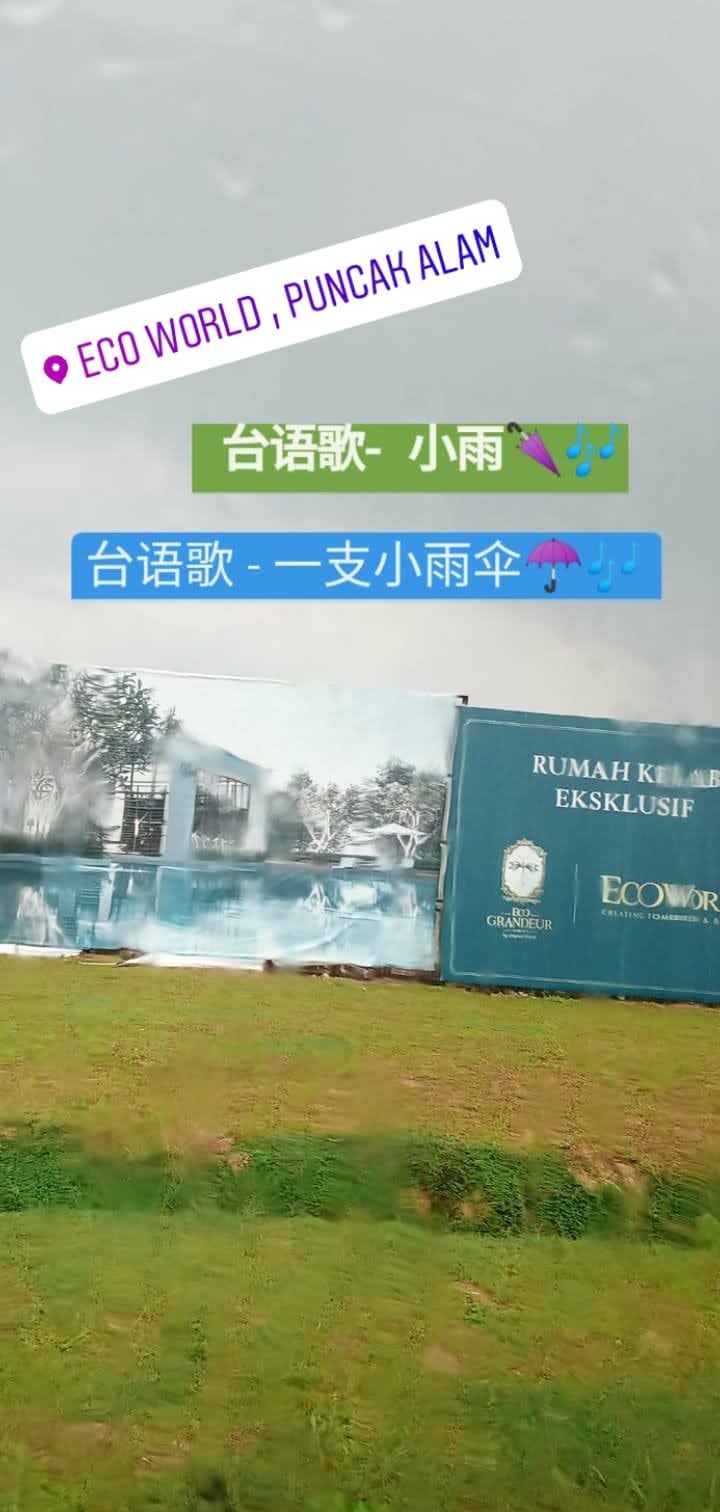 ECO WORLD , PUNCAK ALAM
台语歌- 小雨🌂🎶
台语歌 - 一支小雨伞☂🎶
RUMAH KELAB
EKSKLUSIF
ECO
GRANDEUR
ECOWOR
CREATING TOMORROW & B